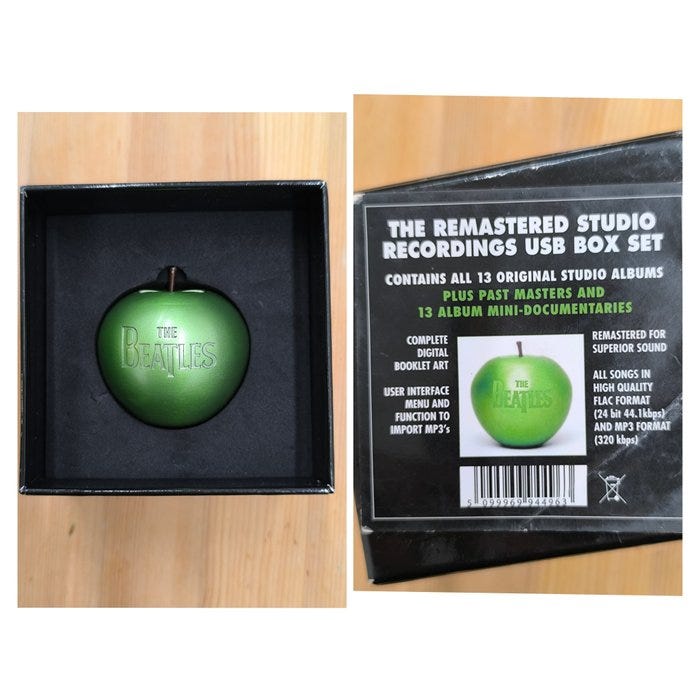 THE
BEATLES
THE REMASTERED STUDIO
RECORDINGS USB BOX SET
CONTAINS ALL 13 ORIGINAL STUDIO ALBUMS
PLUS PAST MASTERS AND
13 ALBUM MINI-DOCUMENTARIES
COMPLETE
DIGITAL
BOOKLET ART
USER INTERFACE
MENU AND
FUNCTION TO
IMPORT MP3's
THE
BEATLES
REMASTERED FOR
SUPERIOR SOUND
ALL SONGS IN
HIGH QUALITY
FLAC FORMAT
(24 bit 44.1kbps)
AND MP3 FORMAT
(320 kbps)
5 099969 944963